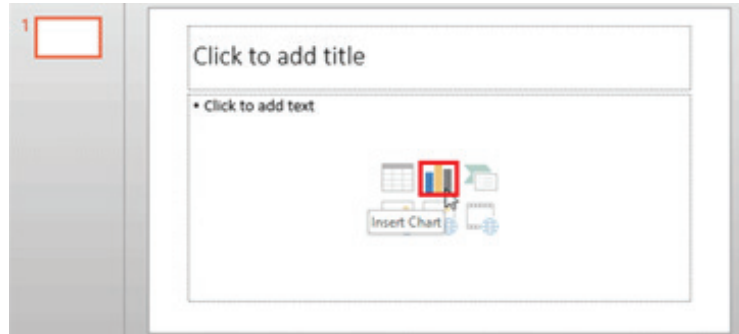 1
Click to add title
• Click to add text
Insert Chart